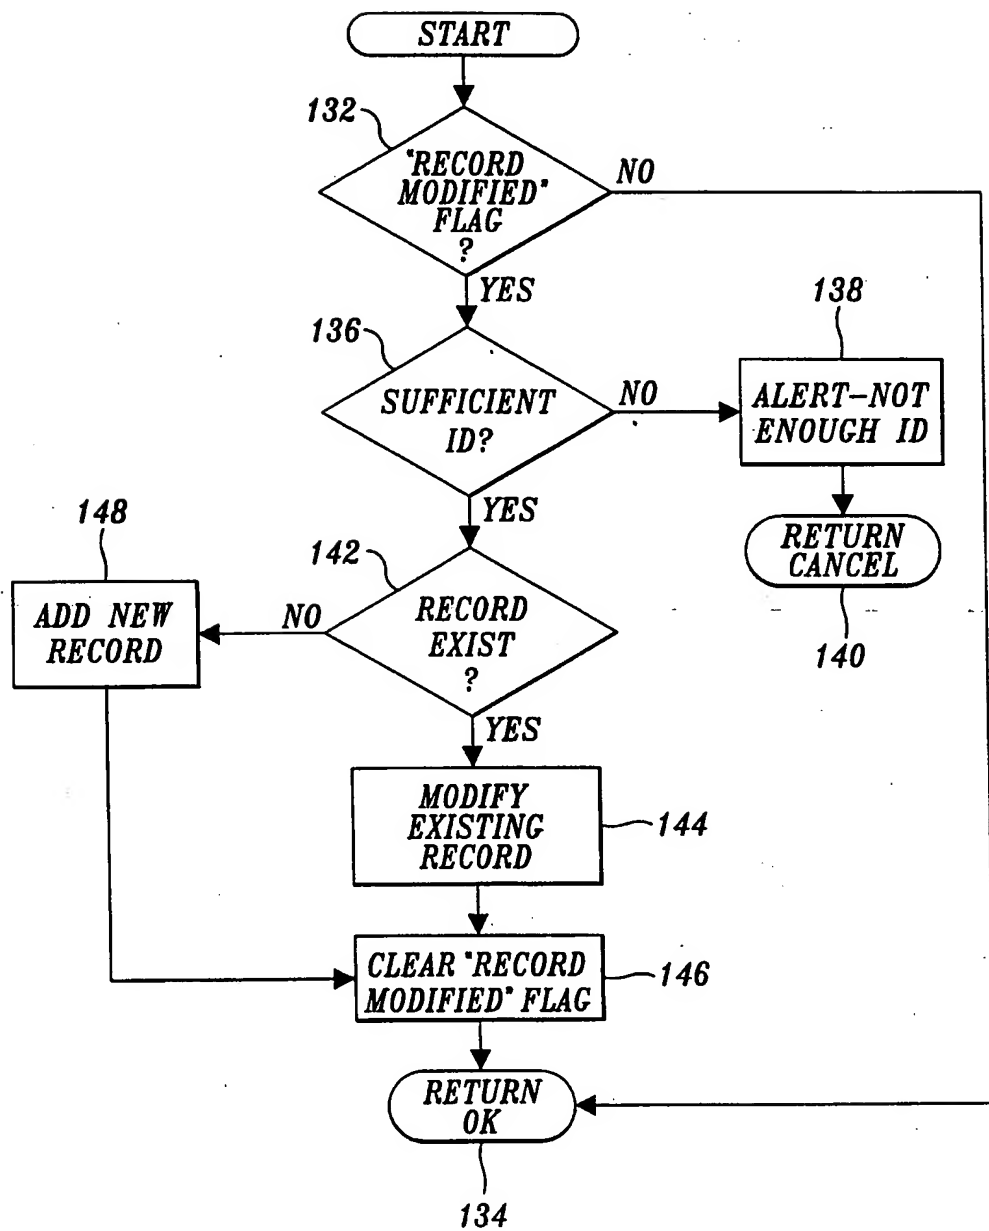 START
132
"RECORD
MODIFIED"
FLAG
?
NO
YES
136
SUFFICIENT
ID?
NO
138
ALERT-NOT
ENOUGH ID
YES
RETURN
CANCEL
140
148
ADD NEW
RECORD
142
NO
RECORD
EXIST
?
YES
MODIFY
EXISTING
RECORD
144
CLEAR "RECORD
MODIFIED" FLAG
146
RETURN
OK
134